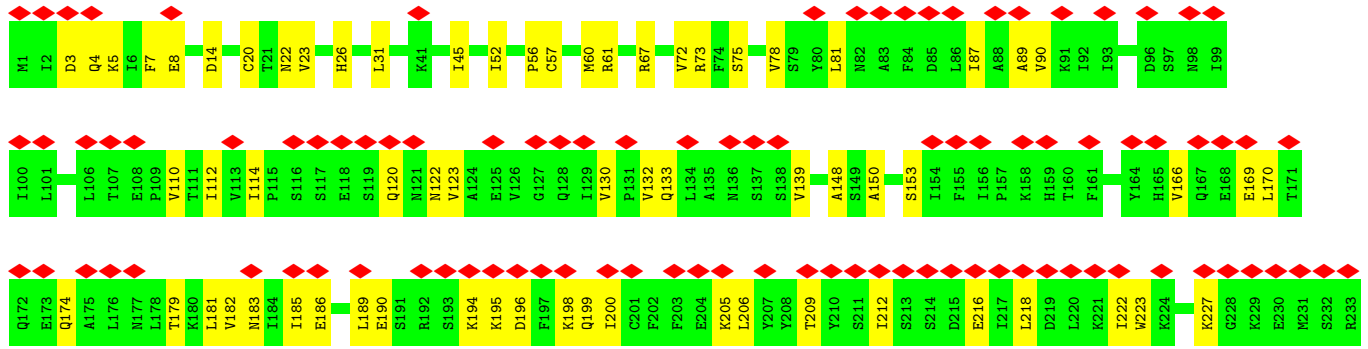 M1 I2 D3 Q4 K5 I6 F7 E8 D14 C20 T21 N22 V23 H26 L31 K41 I45 I52 P56 C57 M60 R61 R67 V72 R73 F74 S75 V78 S79 Y80 L81 N82 A83 F84 D85 L86 I87 A88 A89 V90 K91 I92 I93 D96 S97 N98 I99
I100 L101 L106 T107 E108 P109 V110 T111 I112 V113 I114 P115 S116 S117 E118 S119 Q120 N121 N122 V123 A124 E125 V126 G127 Q128 I129 V130 P131 V132 Q133 L134 A135 N136 S137 S138 V139 A148 S149 A150 S153 I154 F155 I156 P157 K158 H159 T160 F161 Y164 H165 V166 Q167 E168 E169 L170 T171
Q172 E173 Q174 A175 L176 N177 L178 T179 K180 L181 V182 N183 I184 I185 E186 L189 E190 S191 R192 S193 K194 K195 D196 F197 K198 Q199 I200 C201 F202 F203 E204 K205 L206 Y207 Y208 T209 Y210 S211 I212 S213 S214 D215 E216 I217 L218 D219 L220 K221 I222 W223 K224 K227 G228 K229 E230 M231 S232 R233